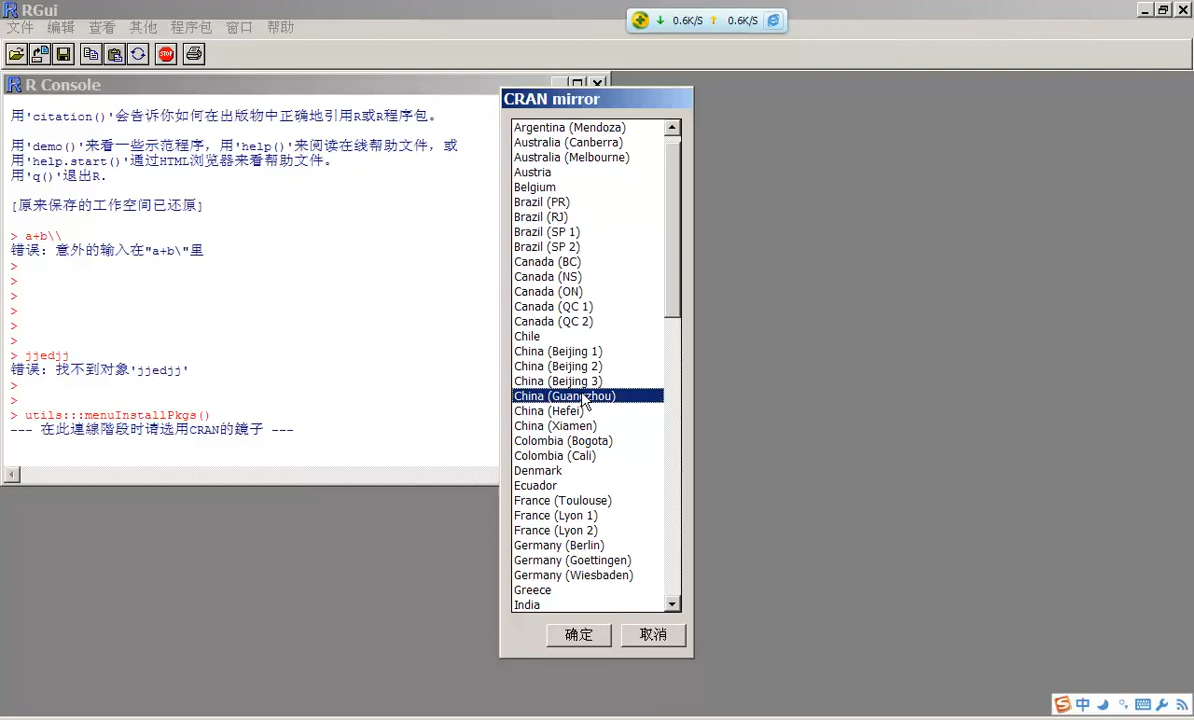 RGui
文件 编辑 查看 其他 程序包 窗口 帮助
0.6K/S 0.6K/S
STOP
R Console
用'citation()'会告诉你如何在出版物中正确地引用R或R程序包。
用'demo()'来看一些示范程序，用'help()'来阅读在线帮助文件，或
用'help.start()'通过HTML浏览器来看帮助文件。
用'q()'退出R.
[原来保存的工作空间已还原]
> a+b\\
错误: 意外的输入在"a+b\"里
>
>
>
>
>
>
> jjedjj
错误: 找不到对象'jjedjj'
>
>
> utils:::menuInstallPkgs()
--- 在此連線階段时请选用CRAN的鏡子 ---
CRAN mirror
Argentina (Mendoza)
Australia (Canberra)
Australia (Melbourne)
Austria
Belgium
Brazil (PR)
Brazil (RJ)
Brazil (SP 1)
Brazil (SP 2)
Canada (BC)
Canada (NS)
Canada (ON)
Canada (QC 1)
Canada (QC 2)
Chile
China (Beijing 1)
China (Beijing 2)
China (Beijing 3)
China (Guangzhou)
China (Hefei)
China (Xiamen)
Colombia (Bogota)
Colombia (Cali)
Denmark
Ecuador
France (Toulouse)
France (Lyon 1)
France (Lyon 2)
Germany (Berlin)
Germany (Goettingen)
Germany (Wiesbaden)
Greece
India
确定 取消
中